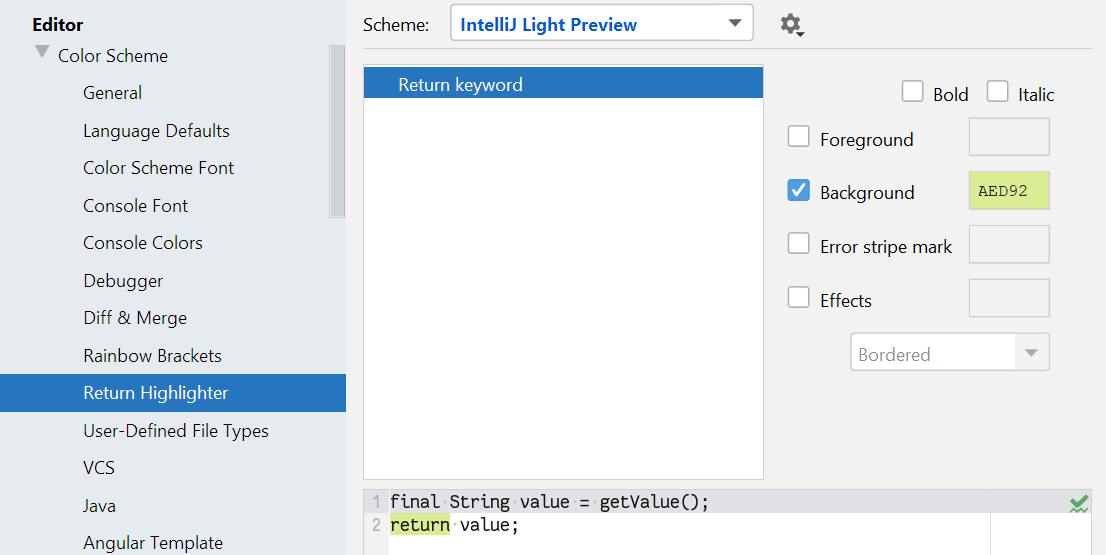 Editor
Color Scheme
General
Language Defaults
Color Scheme Font
Console Font
Console Colors
Debugger
Diff & Merge
Rainbow Brackets
Return Highlighter
User-Defined File Types
VCS
Java
Angular Template
Scheme: IntelliJ Light Preview
Return keyword
Bold Italic
Foreground
Background AED92
Error stripe mark
Effects
Bordered
1 final String value = getValue();
2 return value;